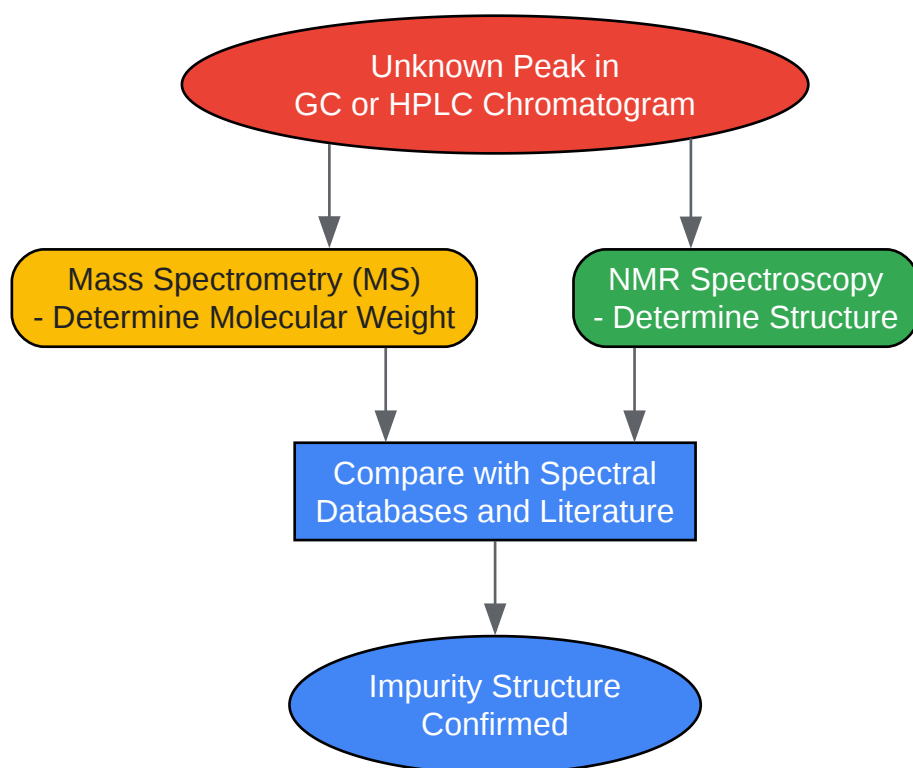 Unknown Peak in
GC or HPLC Chromatogram
Mass Spectrometry (MS)
- Determine Molecular Weight
NMR Spectroscopy
- Determine Structure
Compare with Spectral
Databases and Literature
Impurity Structure
Confirmed